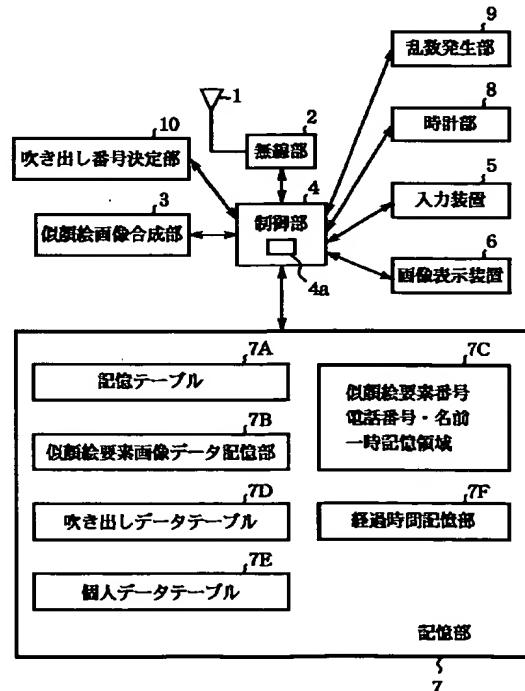 9
乱数発生部
1
8
10
2
時計部
吹き出し番号決定部
無線部
3
4
5
似顔絵画像合成部
制御部
入力装置
6
4a
画像表示装置
7A
記憶テーブル
7C
似顔絵要素番号
電話番号・名前
一時記憶領域
7B
似顔絵要素画像データ記憶部
7D
吹き出しデータテーブル
7F
経過時間記憶部
7E
個人データテーブル
記憶部
7